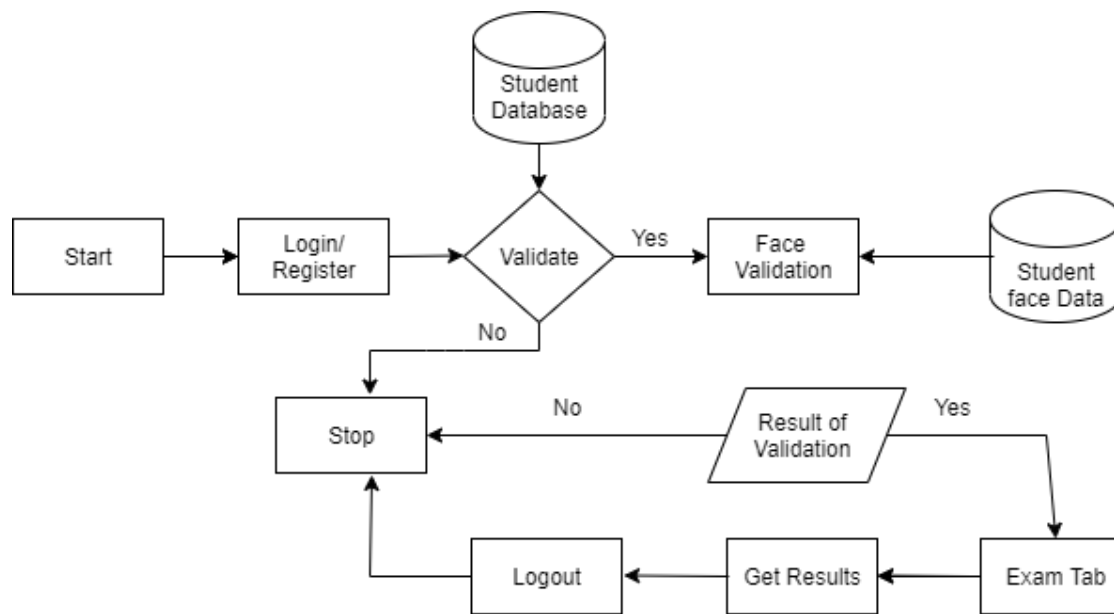 Student
Database
Start
Login/
Register
Validate
Yes
Face
Validation
Student
face Data
No
Stop
No
Result of
Validation
Yes
Logout
Get Results
Exam Tab